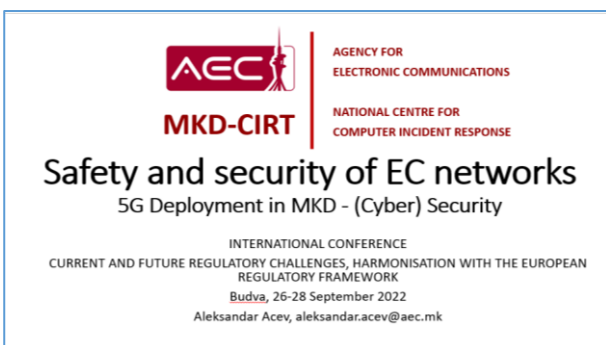 AEC
AGENCY FOR
ELECTRONIC COMMUNICATIONS
MKD-CIRT
NATIONAL CENTRE FOR
COMPUTER INCIDENT RESPONSE
Safety and security of EC networks
5G Deployment in MKD - (Cyber) Security
INTERNATIONAL CONFERENCE
CURRENT AND FUTURE REGULATORY CHALLENGES, HARMONISATION WITH THE EUROPEAN
REGULATORY FRAMEWORK
Budva, 26-28 September 2022
Aleksandar Acev, aleksandar.acev@aec.mk